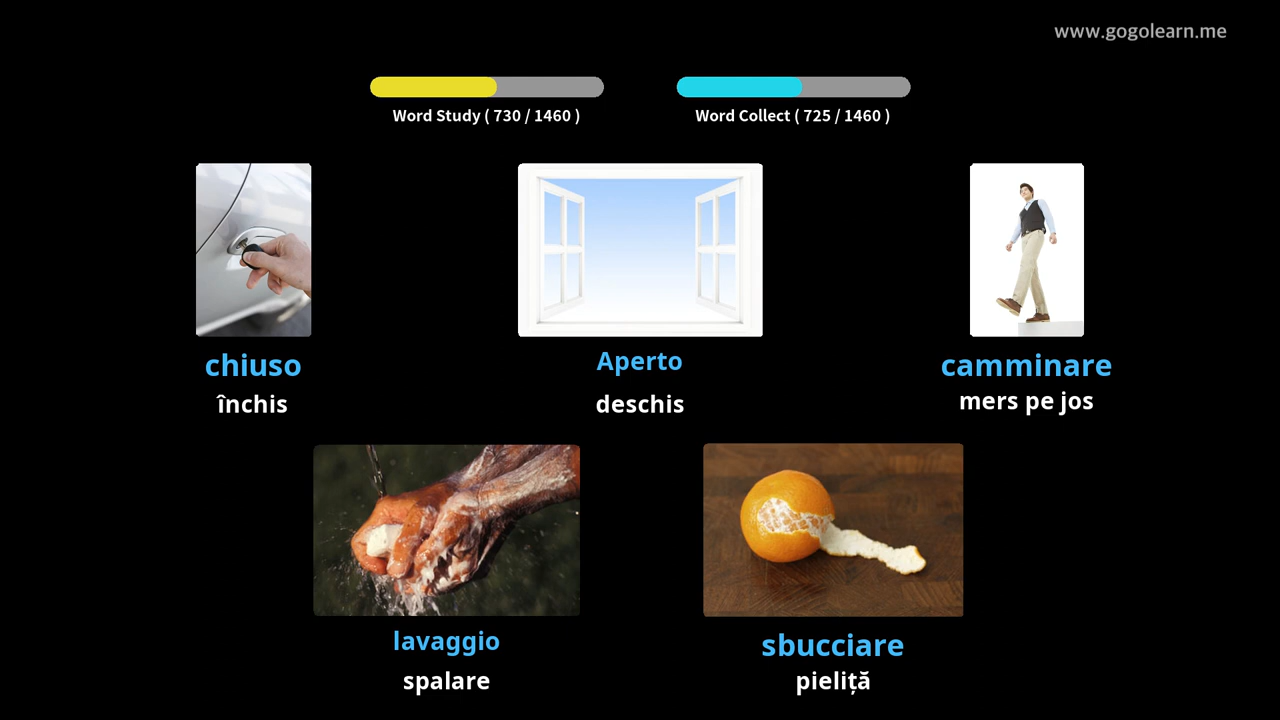 www.gogolearn.me
Word Study ( 730 / 1460 )
Word Collect ( 725 / 1460 )
chiuso
închis
Aperto
deschis
camminare
mers pe jos
lavaggio
spalare
sbucciare
pieliță